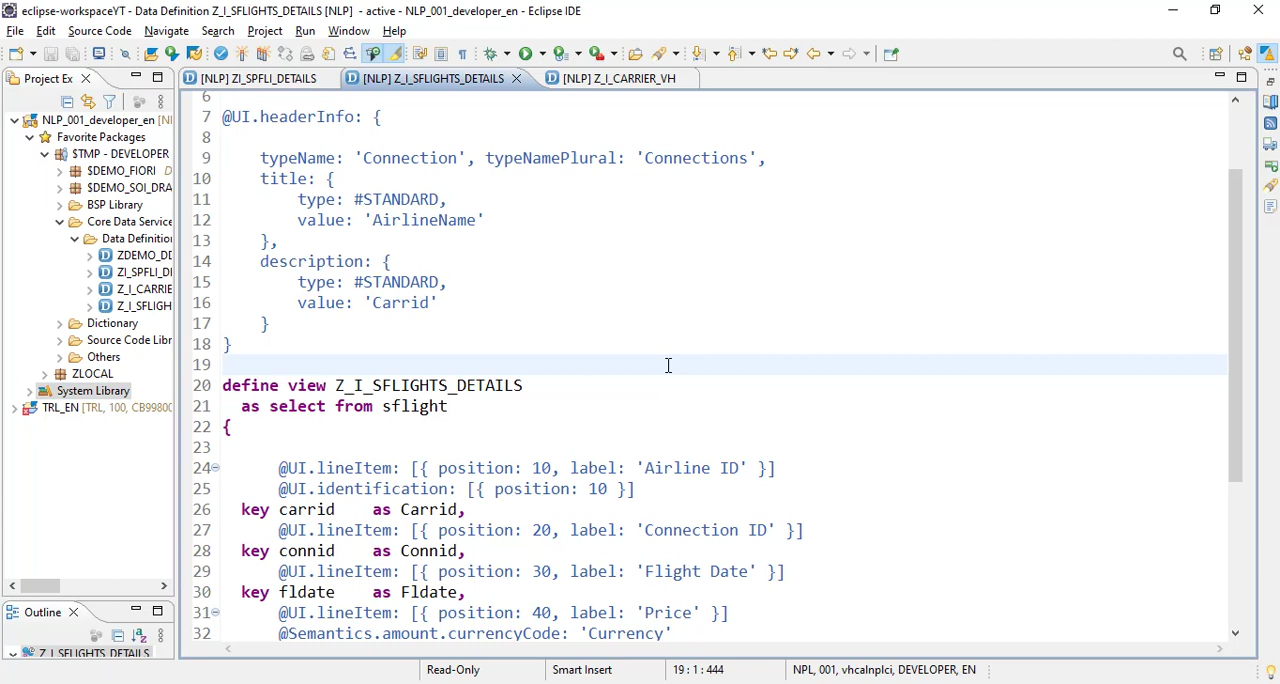 eclipse-workspaceYT - Data Definition Z_I_SFLIGHTS_DETAILS [NLP] - active - NLP_001_developer_en - Eclipse IDE
File Edit Source Code Navigate Search Project Run Window Help
Project Ex
[NLP] ZI_SPFLI_DETAILS
[NLP] Z_I_SFLIGHTS_DETAILS
[NLP] Z_I_CARRIER_VH
NLP_001_developer_en [NI
Favorite Packages
$TMP - DEVELOPER
$DEMO_FIORI D
$DEMO_SOI_DRA
BSP Library
Core Data Service
Data Definition
ZDEMO_DD
ZI_SPFLI_DI
Z_I_CARRIE
Z_I_SFLIGH
Dictionary
Source Code Libr
Others
ZLOCAL
System Library
TRL_EN [TRL, 100, CB9980C
6
7 @UI.headerInfo: {
8
9 typeName: 'Connection', typeNamePlural: 'Connections',
10 title: {
11 type: #STANDARD,
12 value: 'AirlineName'
13 },
14 description: {
15 type: #STANDARD,
16 value: 'Carrid'
17 }
18 }
19
20 define view Z_I_SFLIGHTS_DETAILS
21 as select from sflight
22 {
23
24 @UI.lineItem: [{ position: 10, label: 'Airline ID' }]
25 @UI.identification: [{ position: 10 }]
26 key carrid as Carrid,
27 @UI.lineItem: [{ position: 20, label: 'Connection ID' }]
28 key connid as Connid,
29 @UI.lineItem: [{ position: 30, label: 'Flight Date' }]
30 key fldate as Fldate,
31 @UI.lineItem: [{ position: 40, label: 'Price' }]
32 @Semantics.amount.currencyCode: 'Currency'
Outline
Z_I_SFLIGHTS_DETAILS
Read-Only
Smart Insert
19 : 1 : 444
NPL, 001, vhcalnplci, DEVELOPER, EN